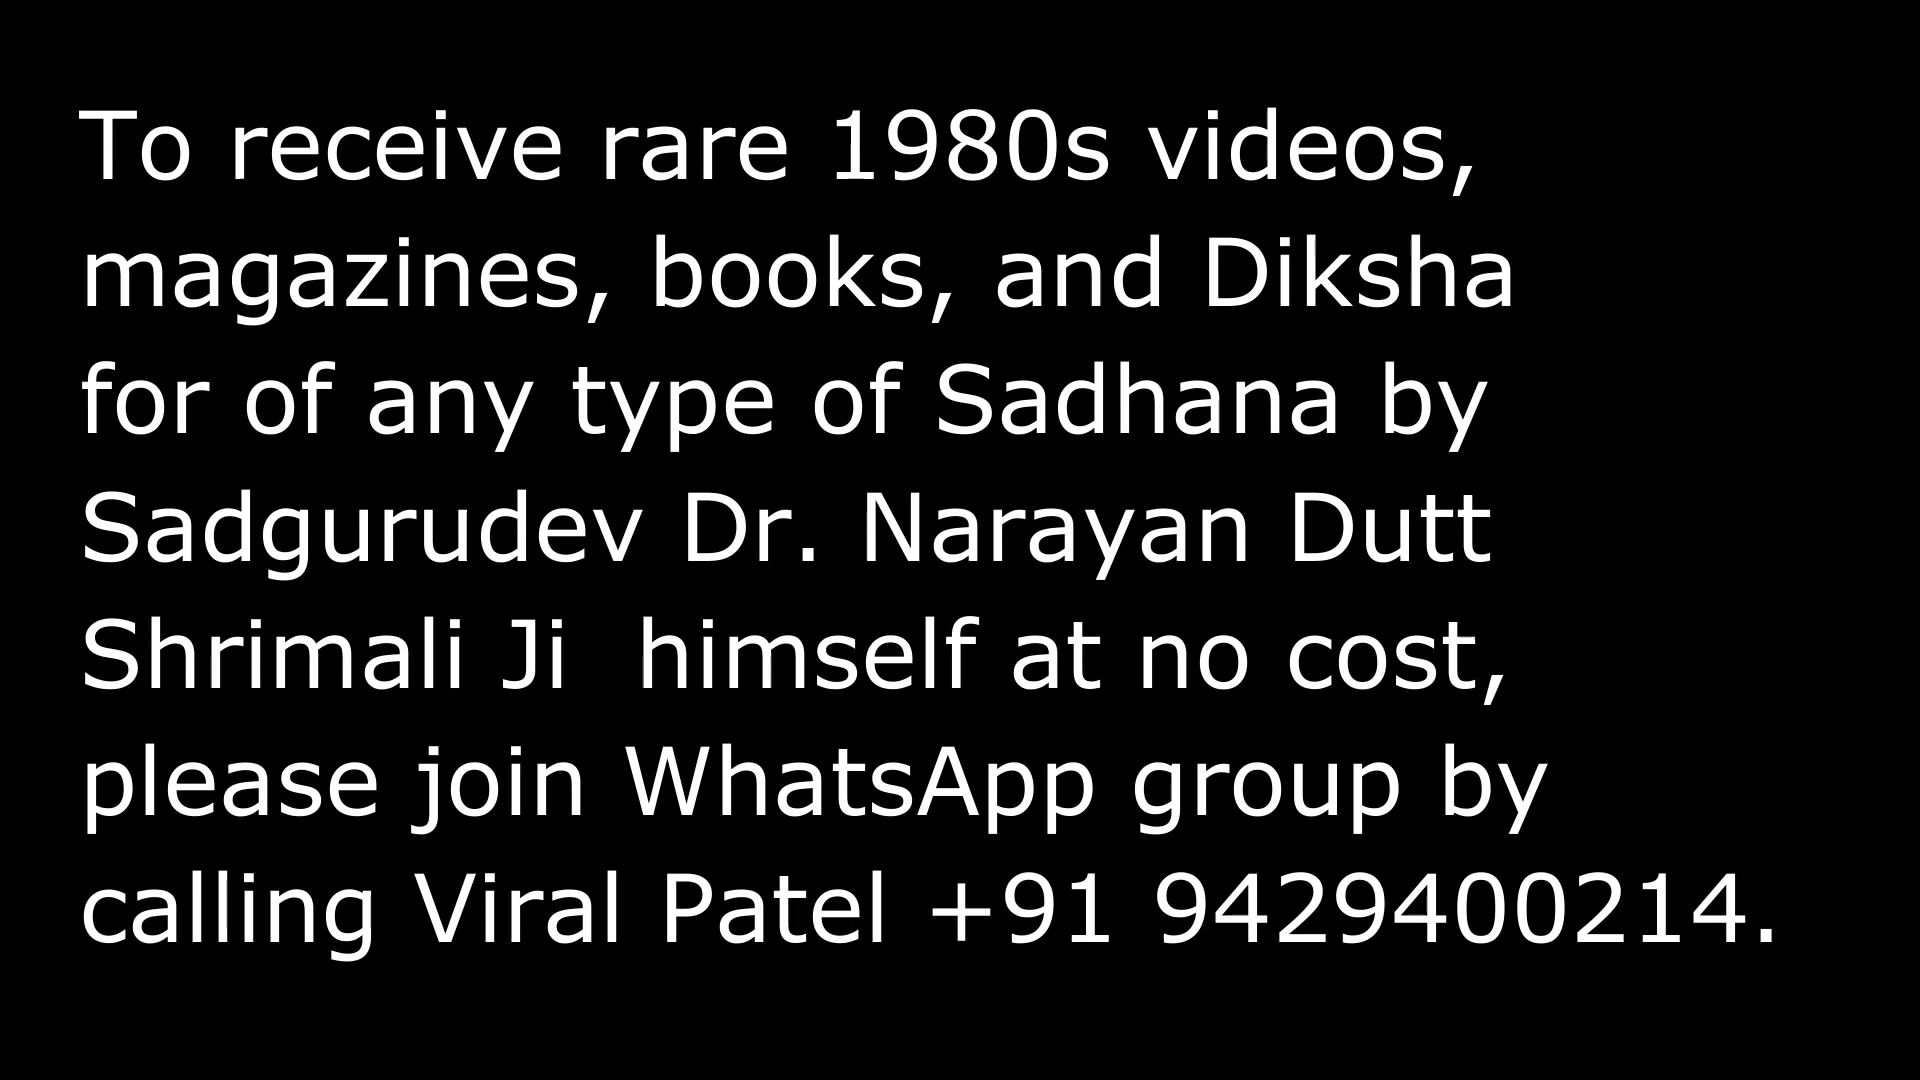 To receive rare 1980s videos,
magazines, books, and Diksha
for of any type of Sadhana by
Sadgurudev Dr. Narayan Dutt
Shrimali Ji  himself at no cost,
please join WhatsApp group by
calling Viral Patel +91 9429400214.